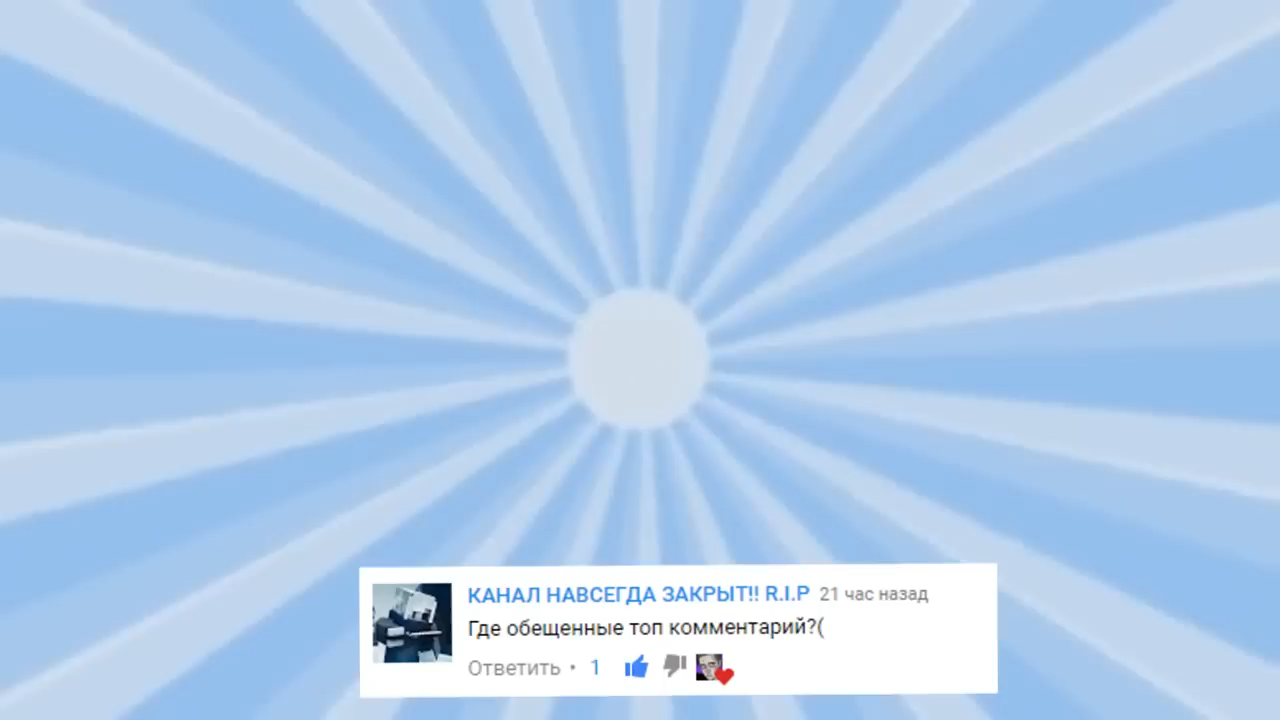 КАНАЛ НАВСЕГДА ЗАКРЫТ!! R.I.P 21 час назад
Где обещенные топ комментарий?(
Ответить • 1